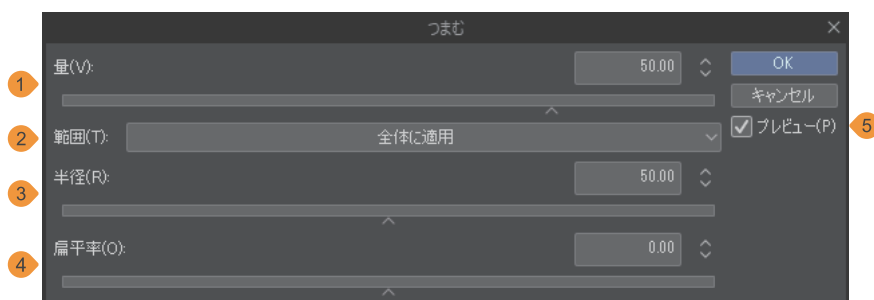 つまむ
1
量(V):
50.00
OK
キャンセル
2
範囲(T):
全体に適用
プレビュー(P)
5
3
半径(R):
50.00
4
扁平率(O):
0.00